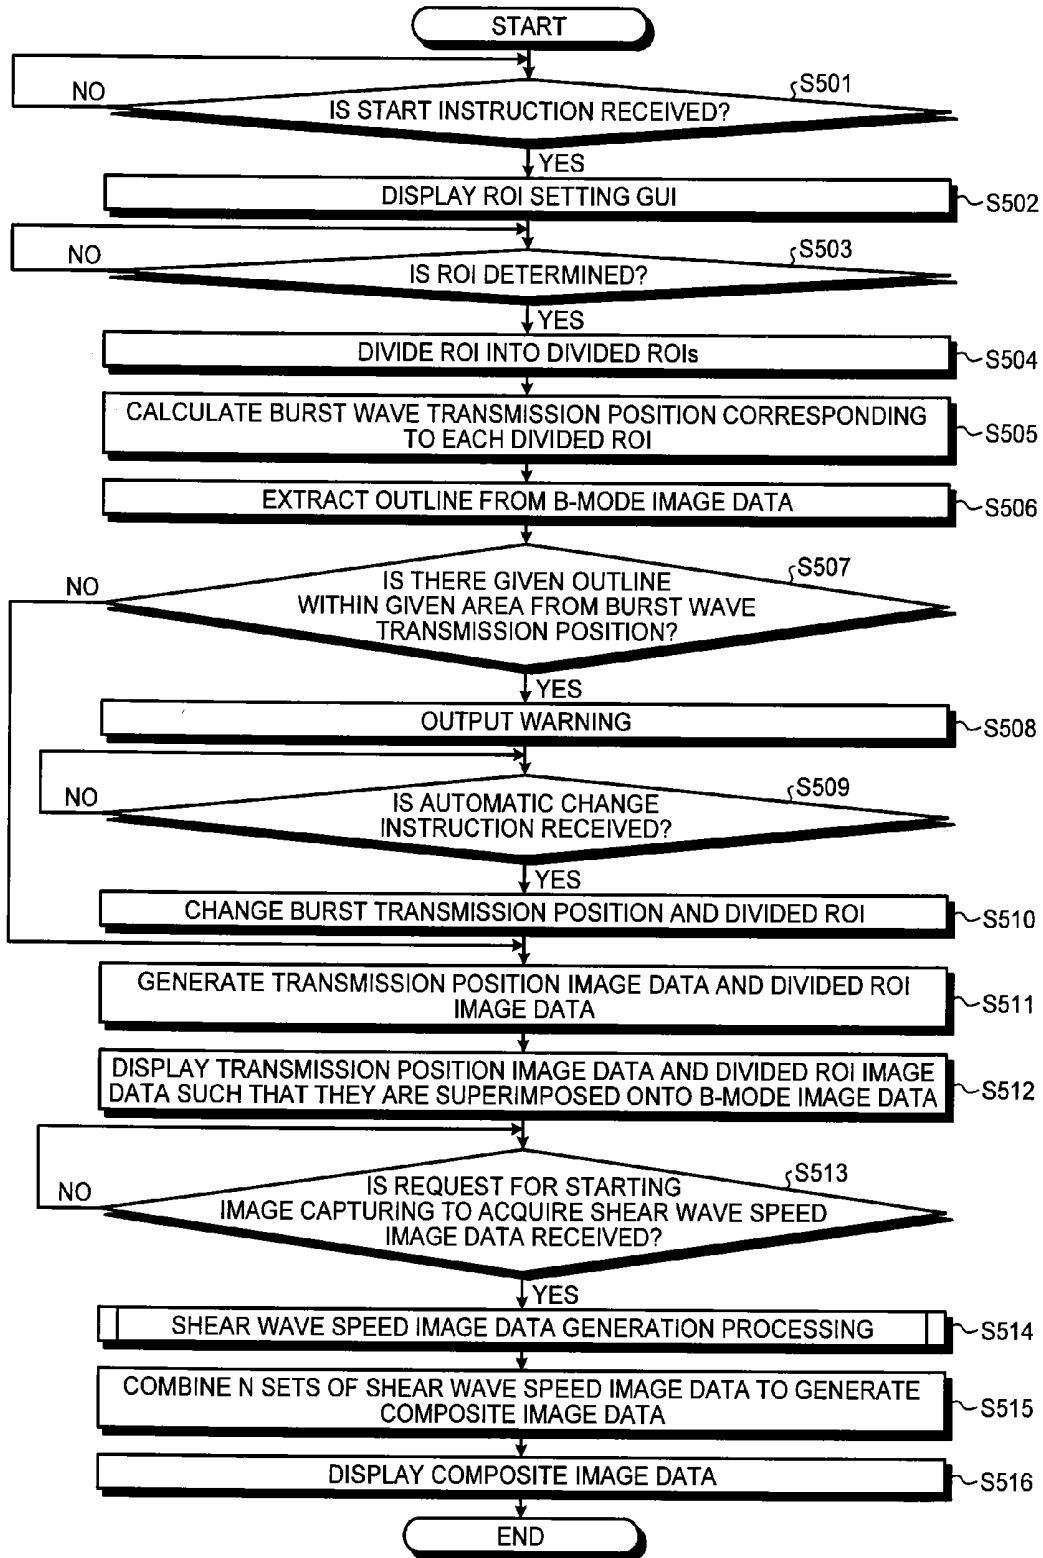 START
S501
NO
IS START INSTRUCTION RECEIVED?
YES
DISPLAY ROI SETTING GUI
S502
S503
NO
IS ROI DETERMINED?
YES
DIVIDE ROI INTO DIVIDED ROIs
S504
CALCULATE BURST WAVE TRANSMISSION POSITION CORRESPONDING
TO EACH DIVIDED ROI
S505
EXTRACT OUTLINE FROM B-MODE IMAGE DATA
S506
S507
NO
IS THERE GIVEN OUTLINE
WITHIN GIVEN AREA FROM BURST WAVE
TRANSMISSION POSITION?
YES
OUTPUT WARNING
S508
S509
NO
IS AUTOMATIC CHANGE
INSTRUCTION RECEIVED?
YES
CHANGE BURST TRANSMISSION POSITION AND DIVIDED ROI
S510
GENERATE TRANSMISSION POSITION IMAGE DATA AND DIVIDED ROI
IMAGE DATA
S511
DISPLAY TRANSMISSION POSITION IMAGE DATA AND DIVIDED ROI IMAGE
DATA SUCH THAT THEY ARE SUPERIMPOSED ONTO B-MODE IMAGE DATA
S512
S513
NO
IS REQUEST FOR STARTING
IMAGE CAPTURING TO ACQUIRE SHEAR WAVE SPEED
IMAGE DATA RECEIVED?
YES
SHEAR WAVE SPEED IMAGE DATA GENERATION PROCESSING
S514
COMBINE N SETS OF SHEAR WAVE SPEED IMAGE DATA TO GENERATE
COMPOSITE IMAGE DATA
S515
DISPLAY COMPOSITE IMAGE DATA
S516
END